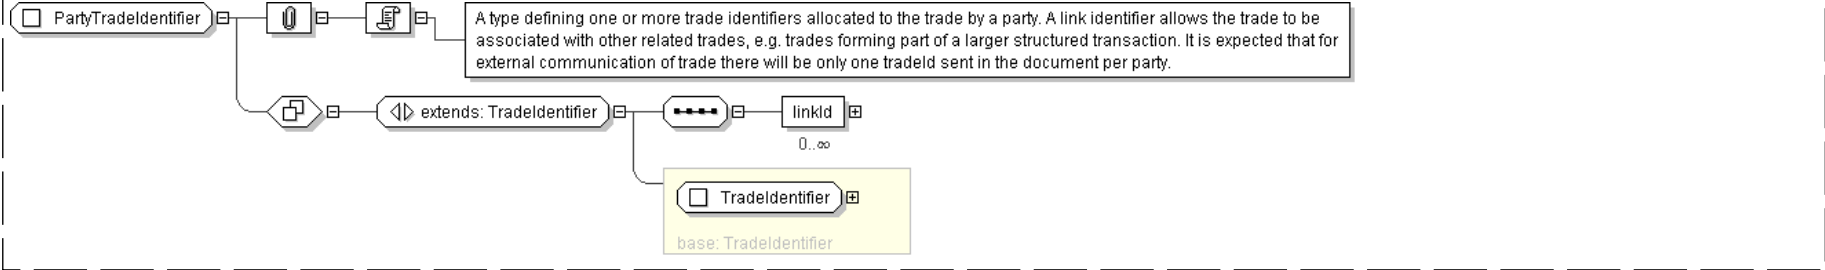 PartyTradeIdentifier
A type defining one or more trade identifiers allocated to the trade by a party. A link identifier allows the trade to be
associated with other related trades, e.g. trades forming part of a larger structured transaction. It is expected that for
external communication of trade there will be only one tradeId sent in the document per party.
extends: TradeIdentifier
linkId
0..∞
TradeIdentifier
base: TradeIdentifier